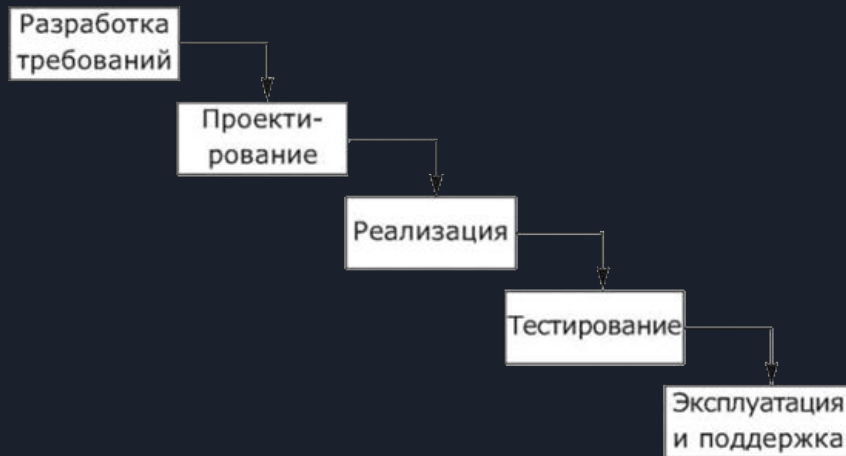 Разработка
требований
Проекти-
рование
Реализация
Тестирование
Эксплуатация
и поддержка